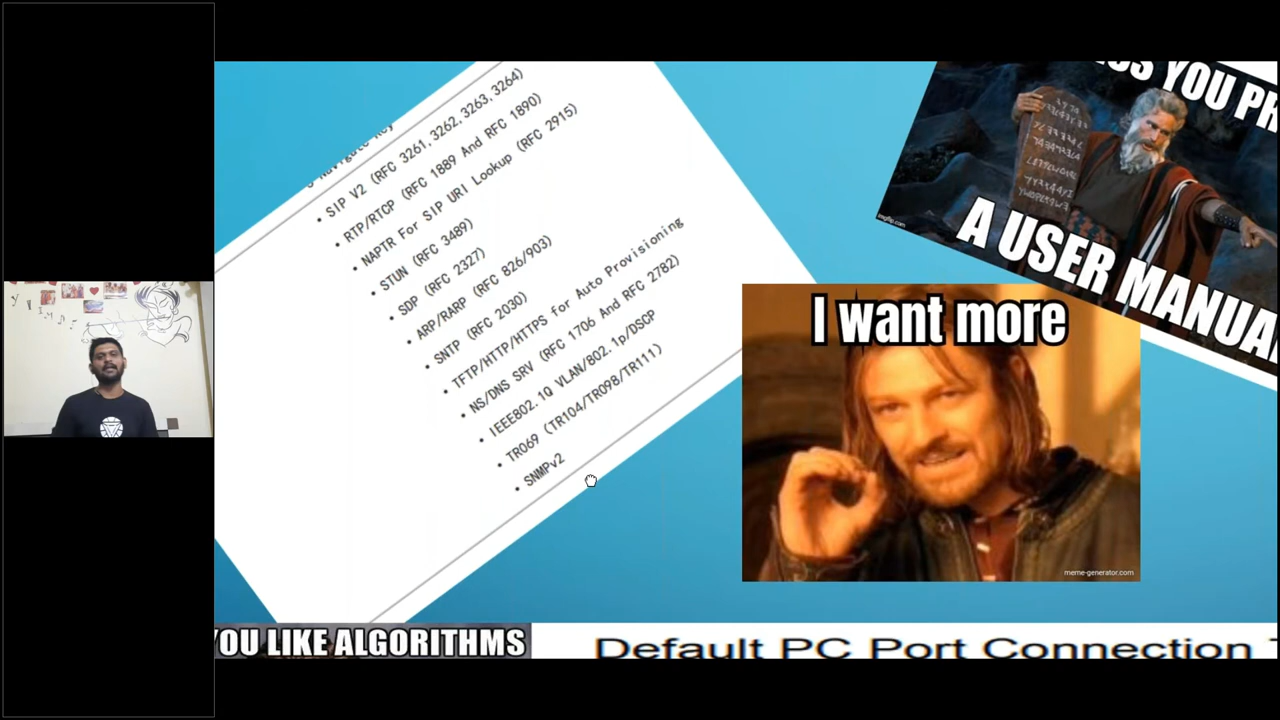 SIP V2 (RFC 3261, 3262, 3263, 3264)
RTP/RTCP (RFC 1889 And RFC 1890)
NAPTR For SIP URI Lookup (RFC 2915)
STUN (RFC 3489)
SDP (RFC 2327)
ARP/RARP (RFC 826/903)
SNTP (RFC 2030)
TFTP/HTTP/HTTPS for Auto Provisioning
NS/DNS SRV (RFC 1706 And RFC 2782)
IEEE802.1Q VLAN/802.1p/DSCP
TR069 (TR104/TR098/TR111)
SNMPv2
YOU PR
A USER MANUA
imgflip.com
I want more
meme-generator.com
YOU LIKE ALGORITHMS
Default PC Port Connection